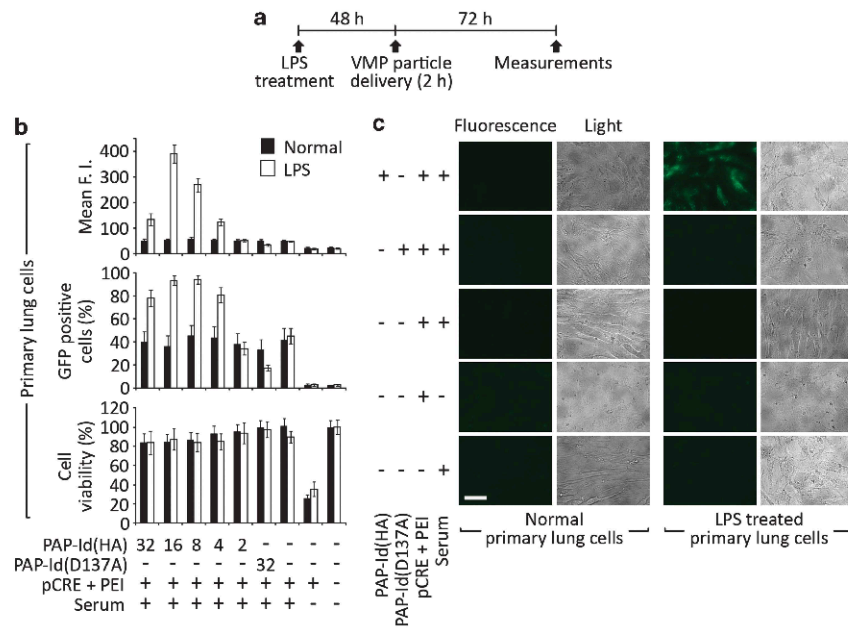 a
48 h 72 h
LPS treatment VMP particle delivery (2 h) Measurements
b
Primary lung cells
Normal
LPS
Mean F. I.
400
300
200
100
0
GFP positive cells (%)
100
80
60
40
20
0
Cell viability (%)
120
100
80
60
40
20
0
PAP-Id(HA) 32 16 8 4 2 – – – –
PAP-Id(D137A) – – – – – 32 – – –
pCRE + PEI + + + + + + + + –
Serum + + + + + + + – –
c
Fluorescence Light
+ – + +
– + + +
– – + +
– – + –
– – – +
PAP-Id(HA)
PAP-Id(D137A)
pCRE + PEI
Serum
Normal primary lung cells
LPS treated primary lung cells